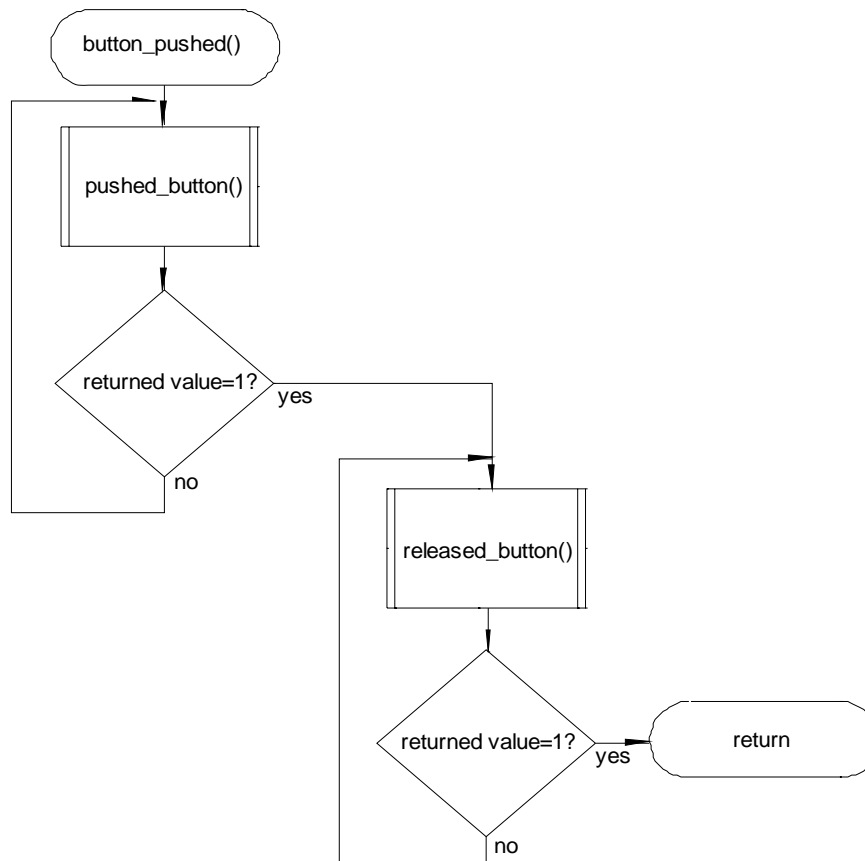 button_pushed()
pushed_button()
returned value=1?
yes
no
released_button()
returned value=1?
yes
return
no